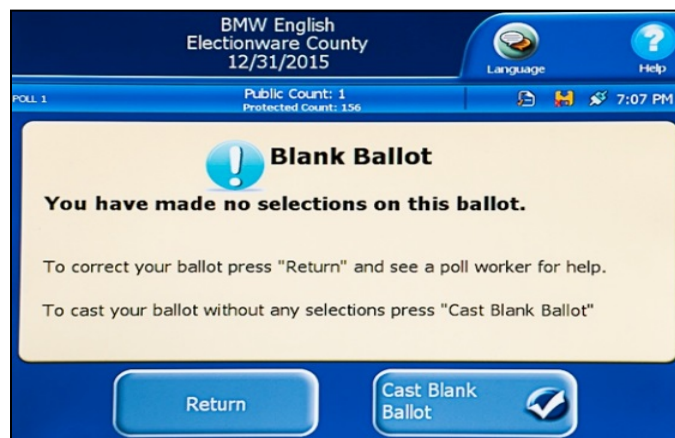 BMW English
Electionware County
12/31/2015
Language
Help
POLL 1
Public Count: 1
Protected Count: 156
7:07 PM
Blank Ballot
You have made no selections on this ballot.
To correct your ballot press "Return" and see a poll worker for help.
To cast your ballot without any selections press "Cast Blank Ballot"
Return
Cast Blank
Ballot